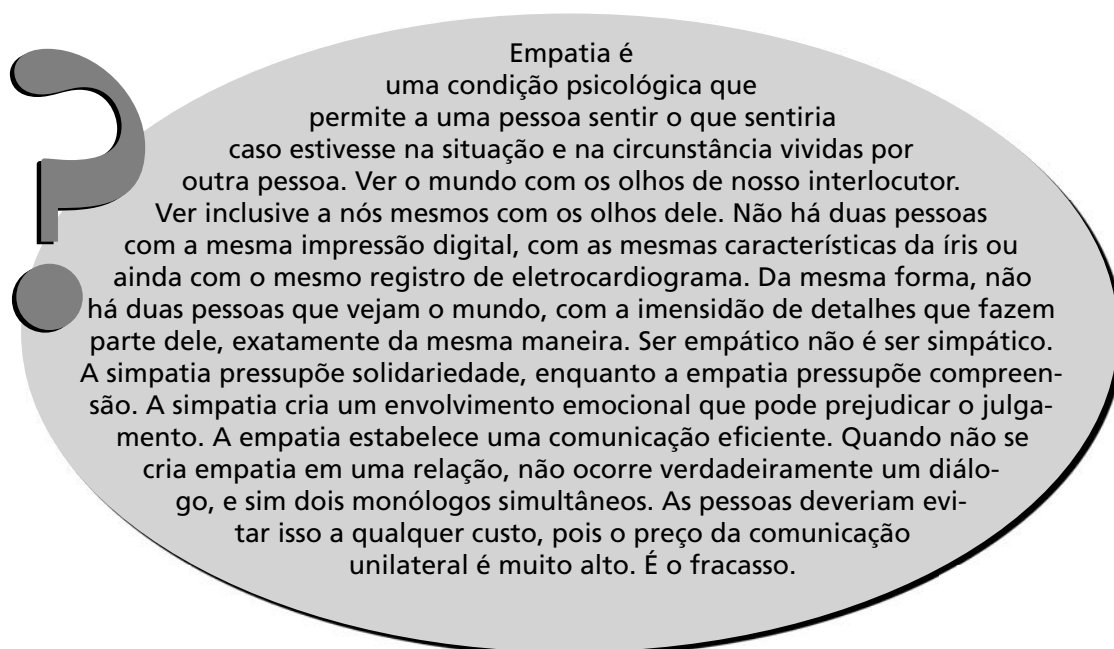 Empatia é
uma condição psicológica que
permite a uma pessoa sentir o que sentiria
caso estivesse na situação e na circunstância vividas por
outra pessoa. Ver o mundo com os olhos de nosso interlocutor.
Ver inclusive a nós mesmos com os olhos dele. Não há duas pessoas
com a mesma impressão digital, com as mesmas características da íris ou
ainda com o mesmo registro de eletrocardiograma. Da mesma forma, não
há duas pessoas que vejam o mundo, com a imensidão de detalhes que fazem
parte dele, exatamente da mesma maneira. Ser empático não é ser simpático.
A simpatia pressupõe solidariedade, enquanto a empatia pressupõe compreen-
são. A simpatia cria um envolvimento emocional que pode prejudicar o julga-
mento. A empatia estabelece uma comunicação eficiente. Quando não se
cria empatia em uma relação, não ocorre verdadeiramente um diálo-
go, e sim dois monólogos simultâneos. As pessoas deveriam evi-
tar isso a qualquer custo, pois o preço da comunicação
unilateral é muito alto. É o fracasso.
?